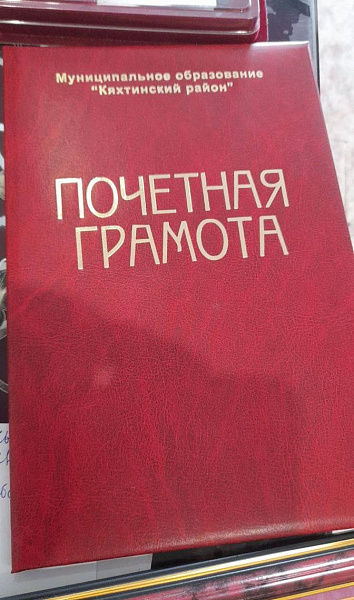 Муниципальное образование
"Кяхтинский район"
ПОЧЕТНАЯ
ГРАМОТА